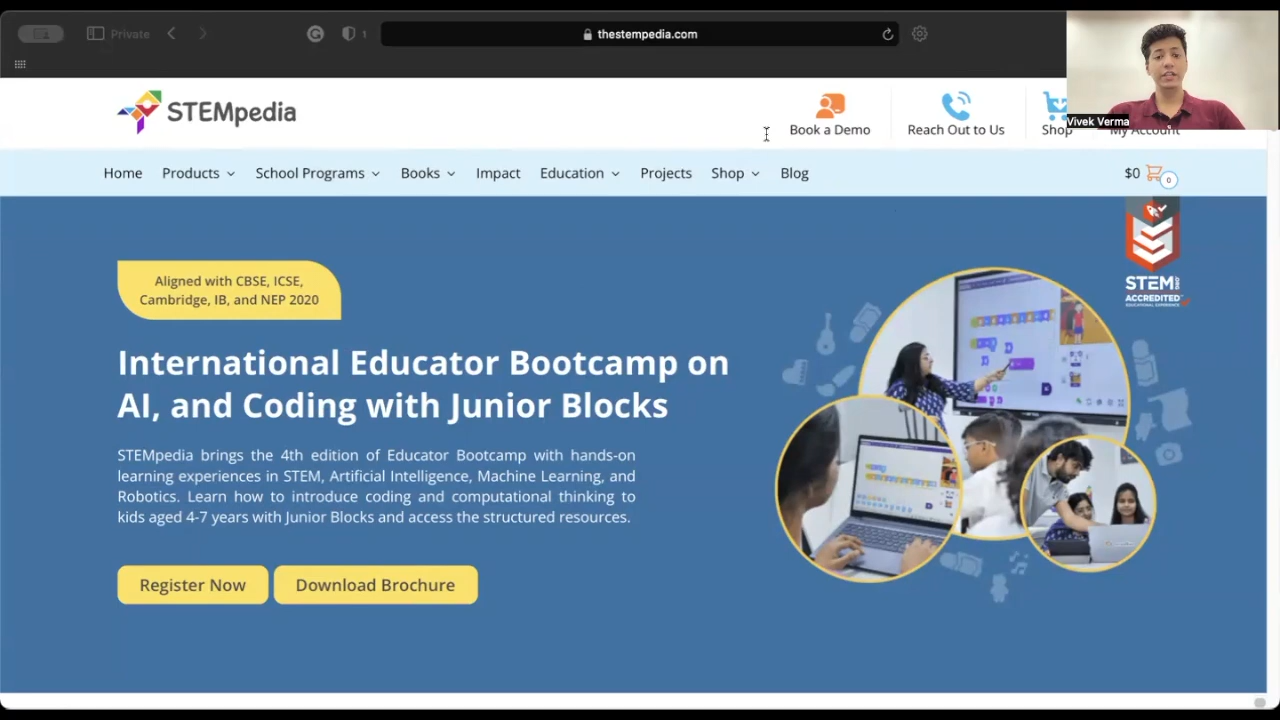 Private
1
thestempedia.com
Vivek Verma
STEMpedia
Book a Demo
Reach Out to Us
Shop
My Account
Home
Products
School Programs
Books
Impact
Education
Projects
Shop
Blog
$0
0
Aligned with CBSE, ICSE,
Cambridge, IB, and NEP 2020
STEM
ACCREDITED
International Educator Bootcamp on
AI, and Coding with Junior Blocks
STEMpedia brings the 4th edition of Educator Bootcamp with hands-on
learning experiences in STEM, Artificial Intelligence, Machine Learning, and
Robotics. Learn how to introduce coding and computational thinking to
kids aged 4-7 years with Junior Blocks and access the structured resources.
Register Now
Download Brochure